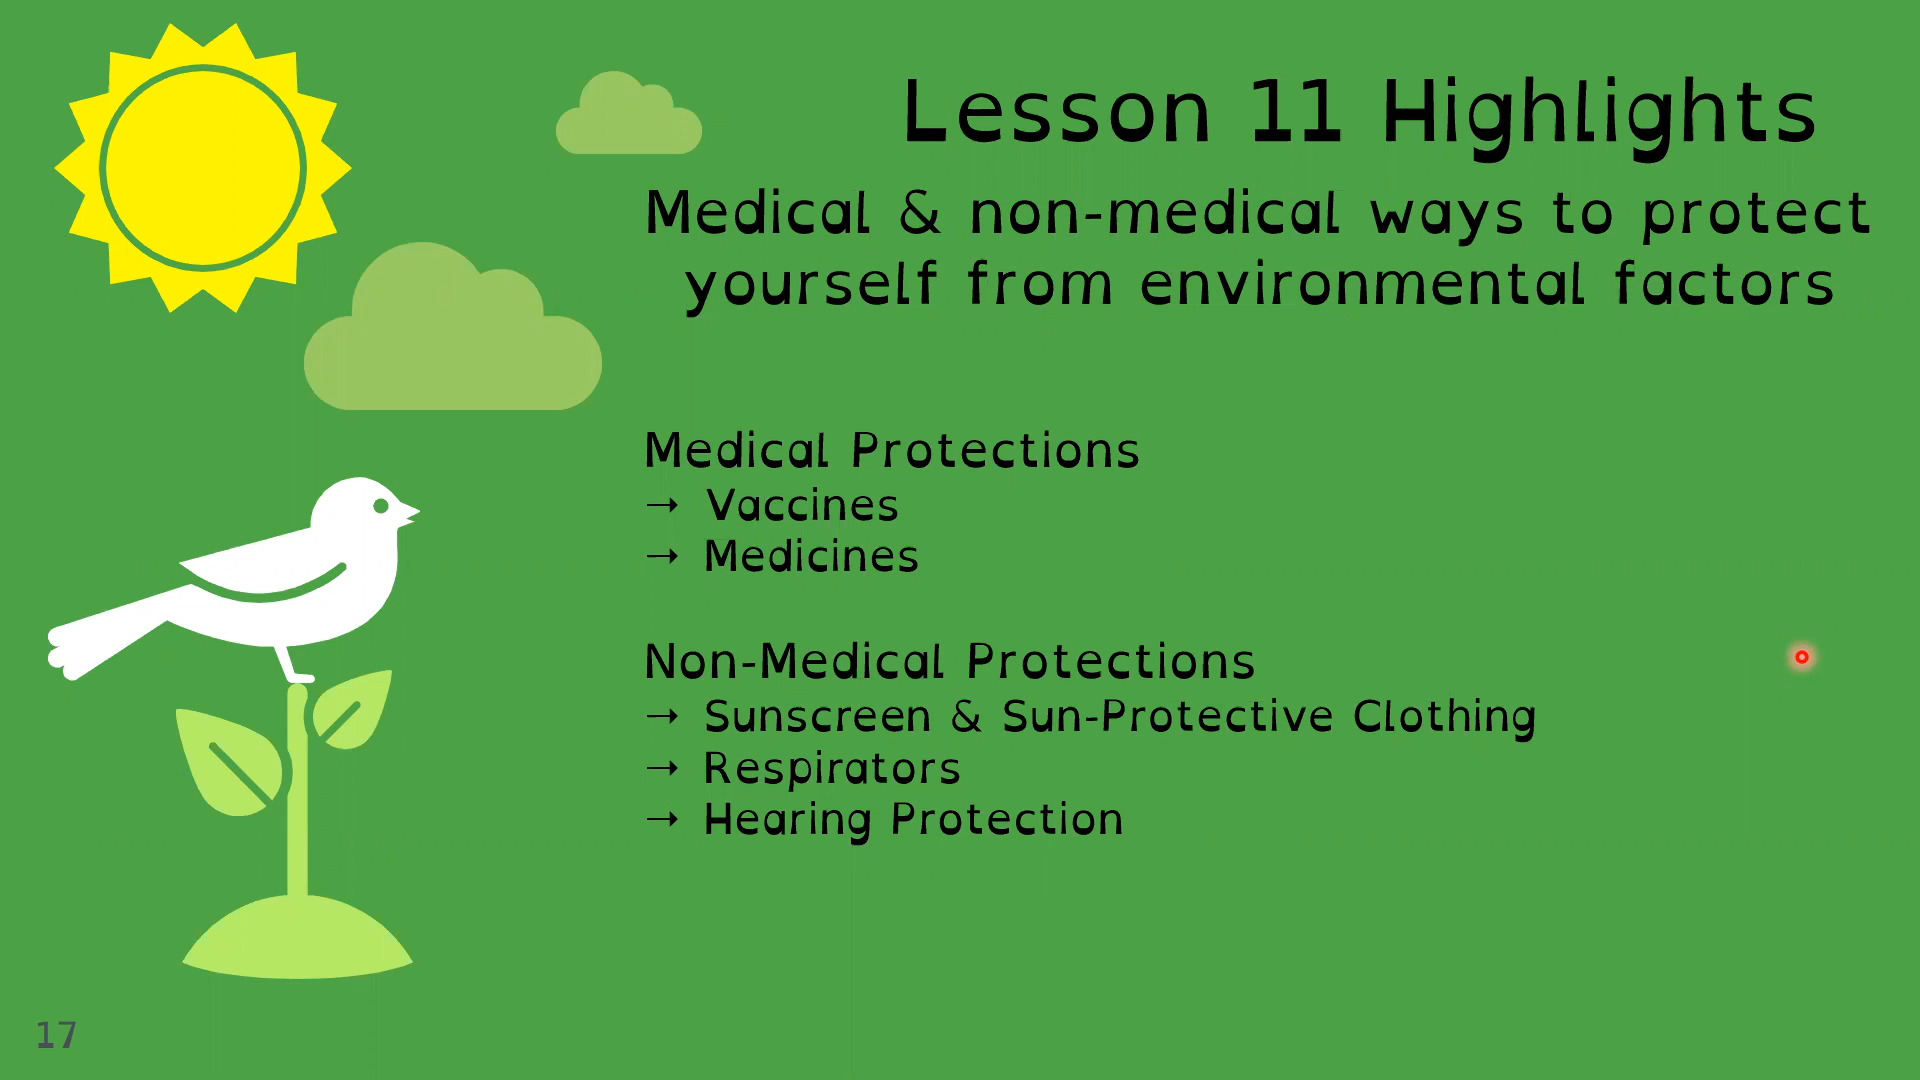 Lesson 11 Highlights
Medical & non-medical ways to protect
yourself from environmental factors
Medical Protections
→ Vaccines
→ Medicines
Non-Medical Protections
→ Sunscreen & Sun-Protective Clothing
→ Respirators
→ Hearing Protection
17